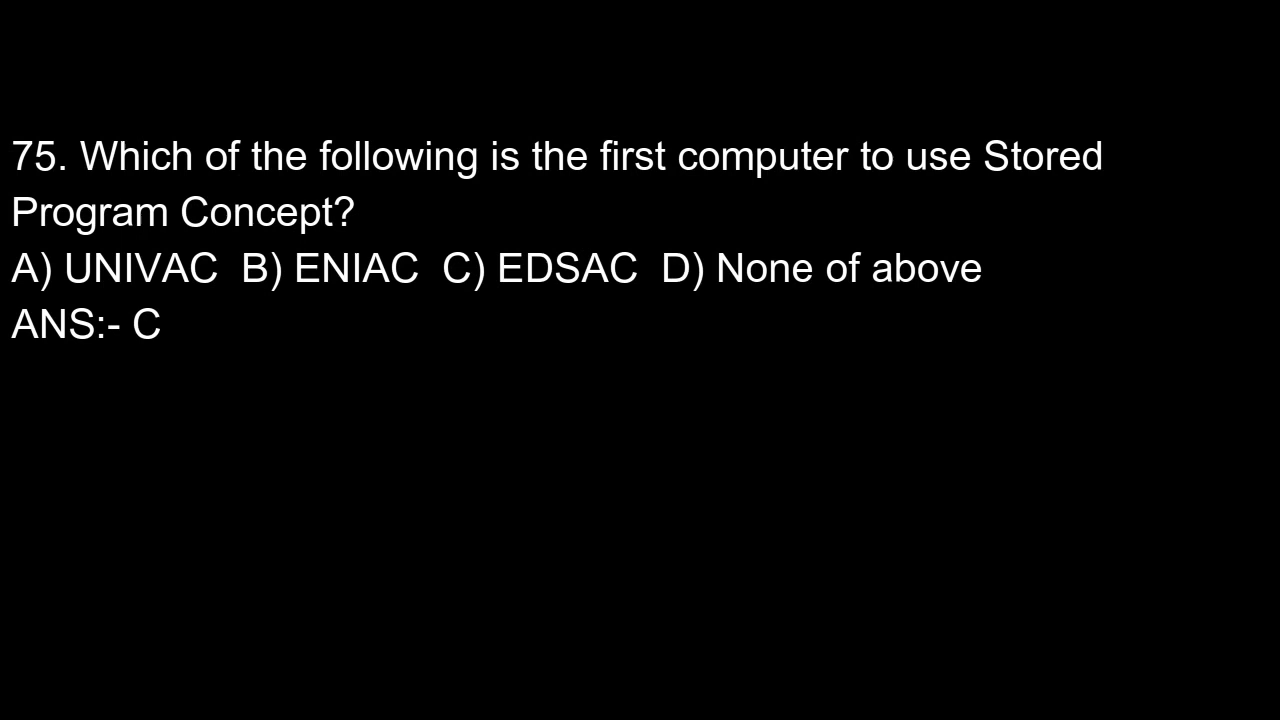 75. Which of the following is the first computer to use Stored
Program Concept?
A) UNIVAC  B) ENIAC  C) EDSAC  D) None of above
ANS:- C